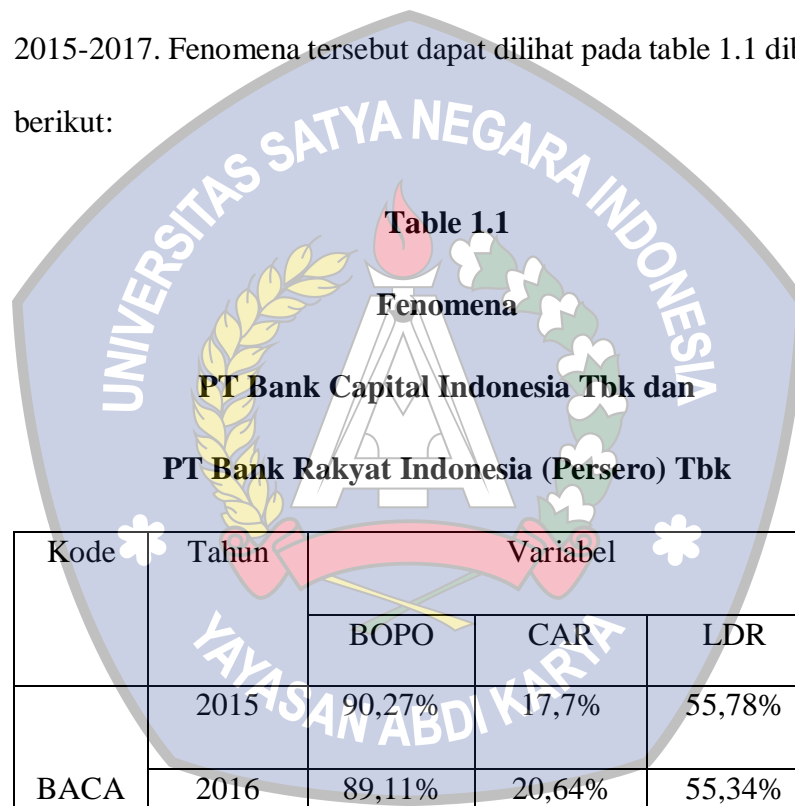 2015-2017. Fenomena tersebut dapat dilihat pada table 1.1
berikut:
UNIVERSITAS SATYA NEGARA INDONESIA
Table 1.1
Fenomena
PT Bank Capital Indonesia Tbk dan
PT Bank Rakyat Indonesia (Persero) Tbk
Kode Tahun Variabel
BOPO CAR LDR
2015 90,27% 17,7% 55,78%
BACA 2016 89,11% 20,64% 55,34%
YAYASAN ABDI KARYA